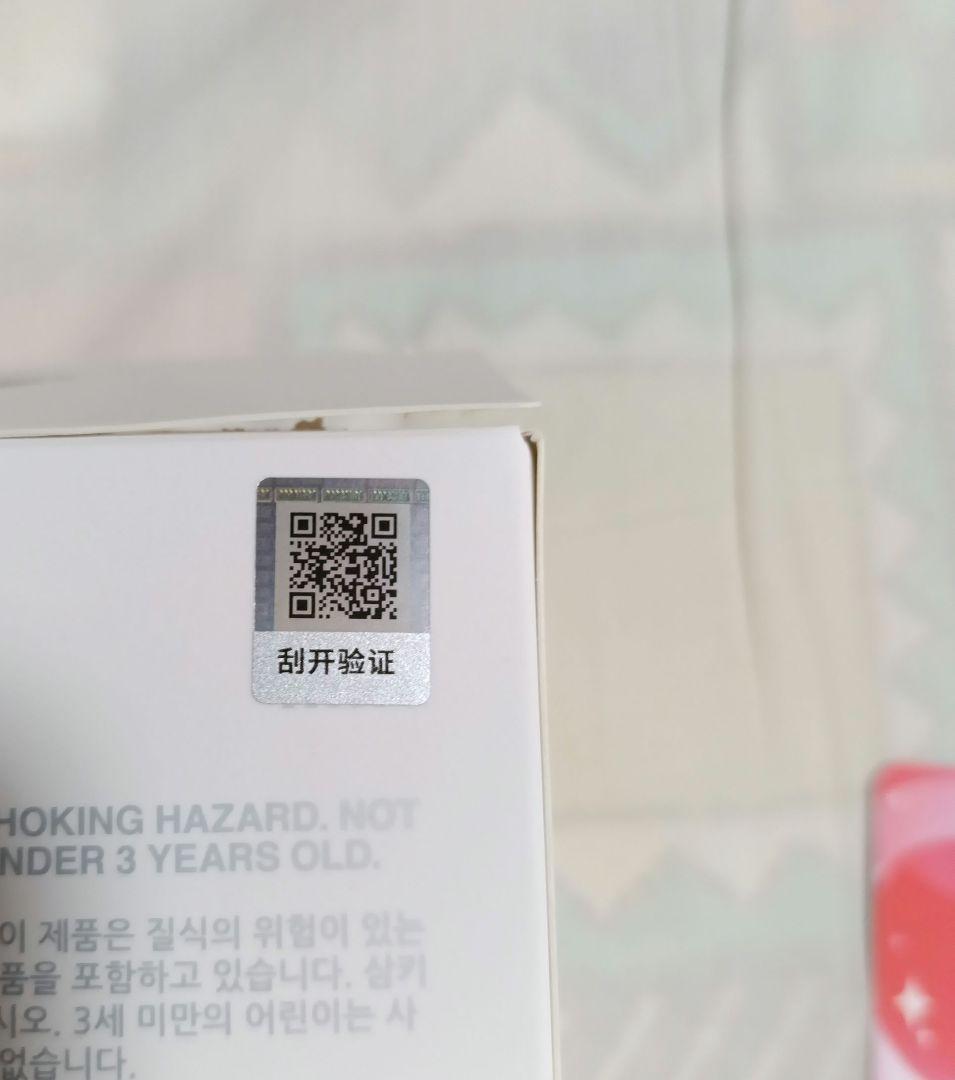 刮开验证
HOKING HAZARD. NOT
NDER 3 YEARS OLD.
이 제품은 질식의 위험이 있는
품을 포함하고 있습니다. 삼키
시오. 3세 미만의 어린이는 사
없습니다.